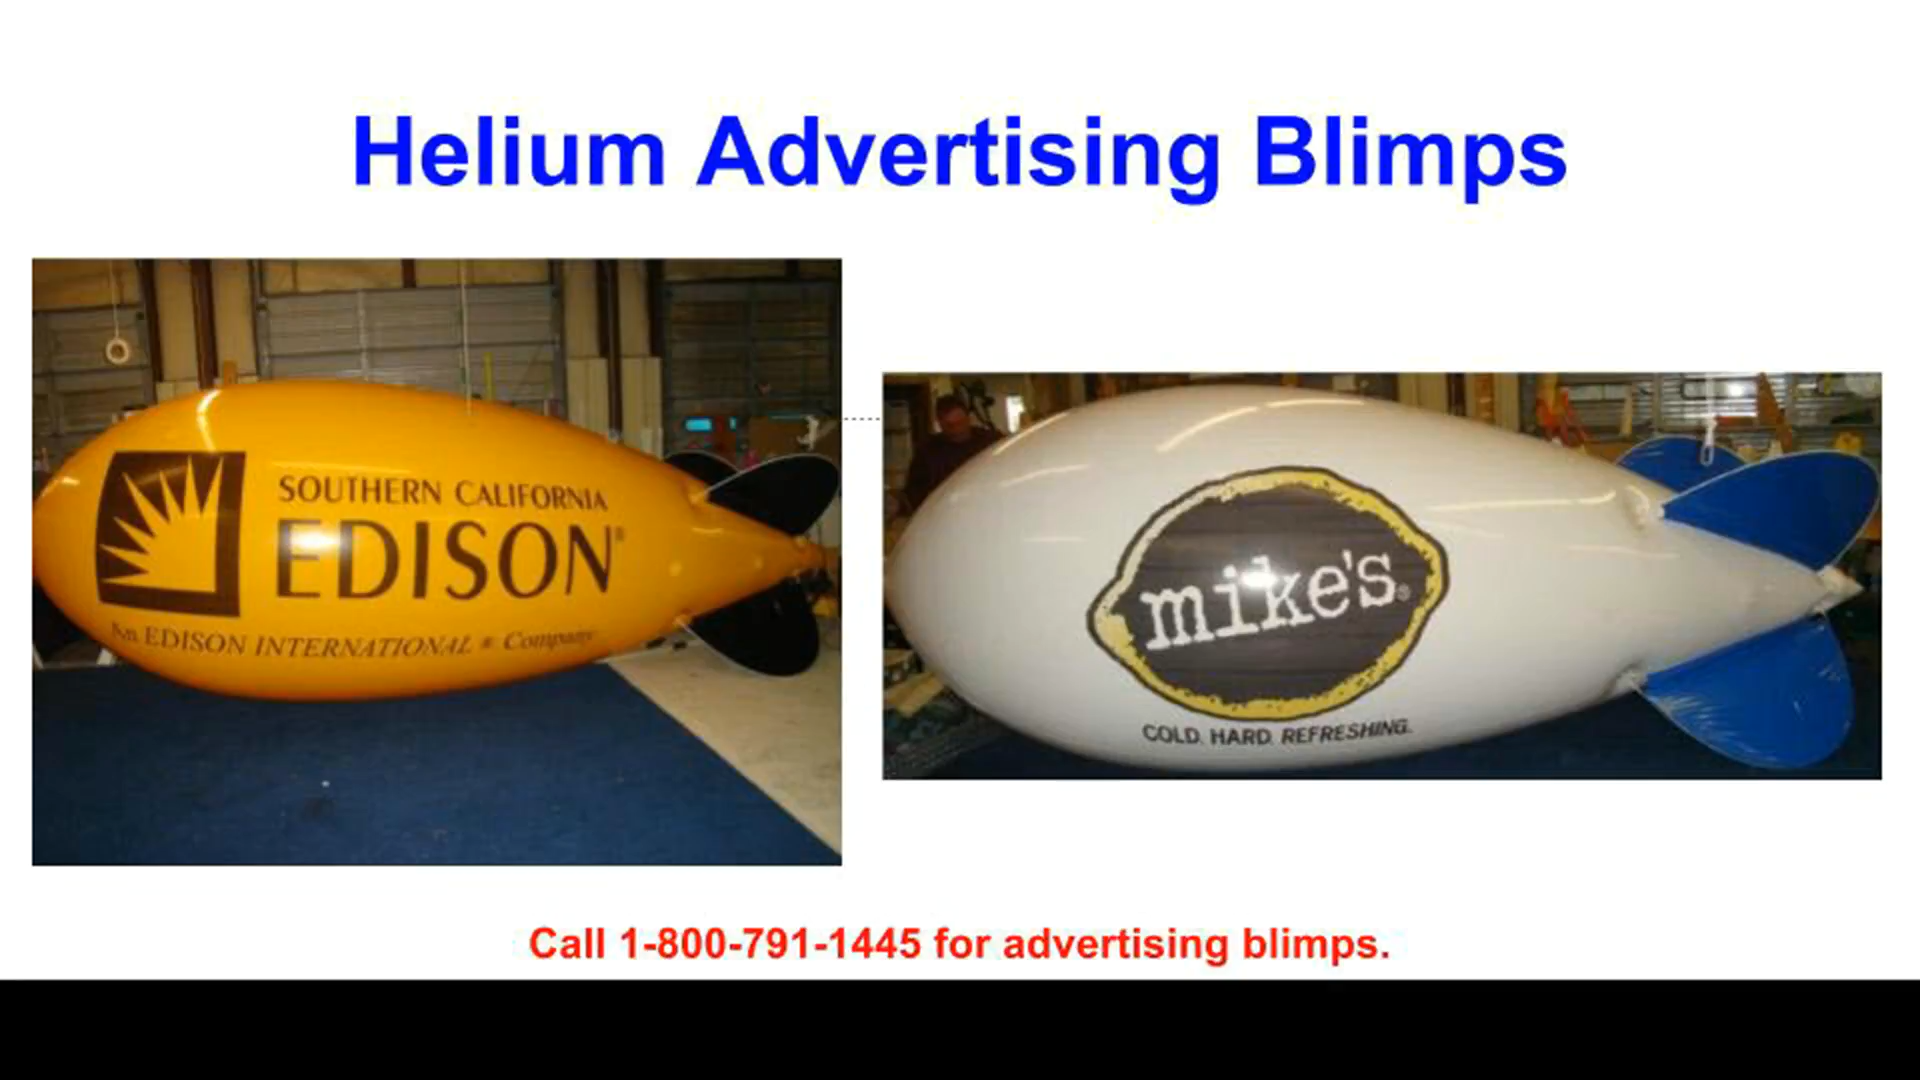 Helium Advertising Blimps
SOUTHERN CALIFORNIA
EDISON®
An EDISON INTERNATIONAL ® Company
mike's®
COLD. HARD. REFRESHING.
Call 1-800-791-1445 for advertising blimps.